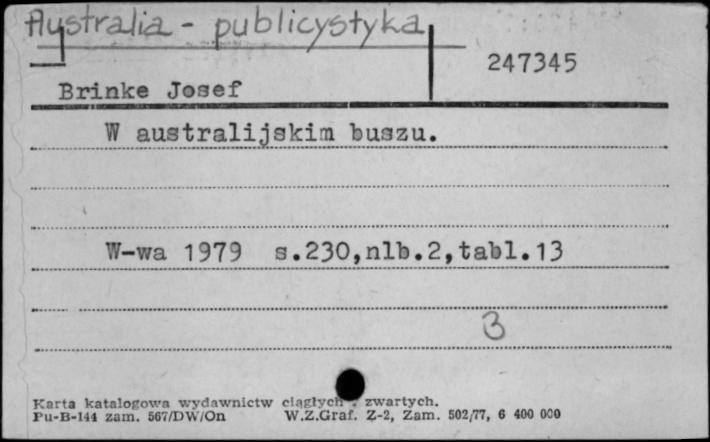 Australia - publicystyka
247345
Brinke Josef
W australijskim buszu.
W-wa 1979 s.230,nlb.2,tabl.13
B
Karta katalogowa wydawnictw ciągłych zwartych.
Pu-B-144 zam. 567/DW/On W.Z.Graf. Z-2, Zam. 502/77, 6 400 000